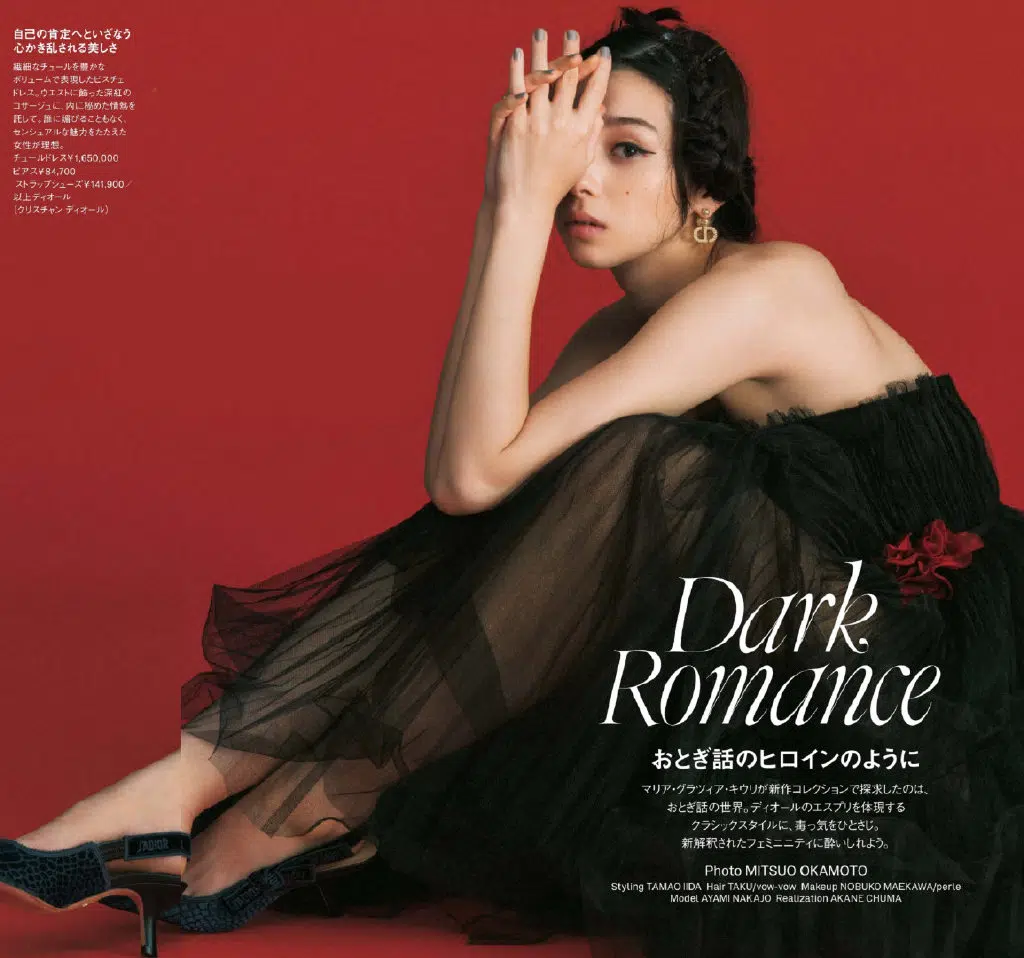 自己の肯定へといざなう
心かき乱される美しさ
繊細なチュールを豊かな
ボリュームで表現したビスチェ
ドレス。ウエストに飾った深紅の
コサージュに、内に秘めた情熱を
託して。誰に媚びることもなく、
センシュアルな魅力をたたえた
女性が理想。
チュールドレス¥1,650,000
ピアス¥84,700
ストラップシューズ¥141,900/
以上ディオール
(クリスチャン ディオール)
J'ADIOR
Dark
Romance
おとぎ話のヒロインのように
マリア・グラツィア・キウリが新作コレクションで探求したのは、
おとぎ話の世界。ディオールのエスプリを体現する
クラシックスタイルに、毒っ気をひとさじ。
新解釈されたフェミニニティに酔いしれよう。
Photo MITSUO OKAMOTO
Styling TAMAO IIDA Hair TAKU/vow-vow Makeup NOBUKO MAEKAWA/perle
Model AYAMI NAKAJO Realization AKANE CHUMA